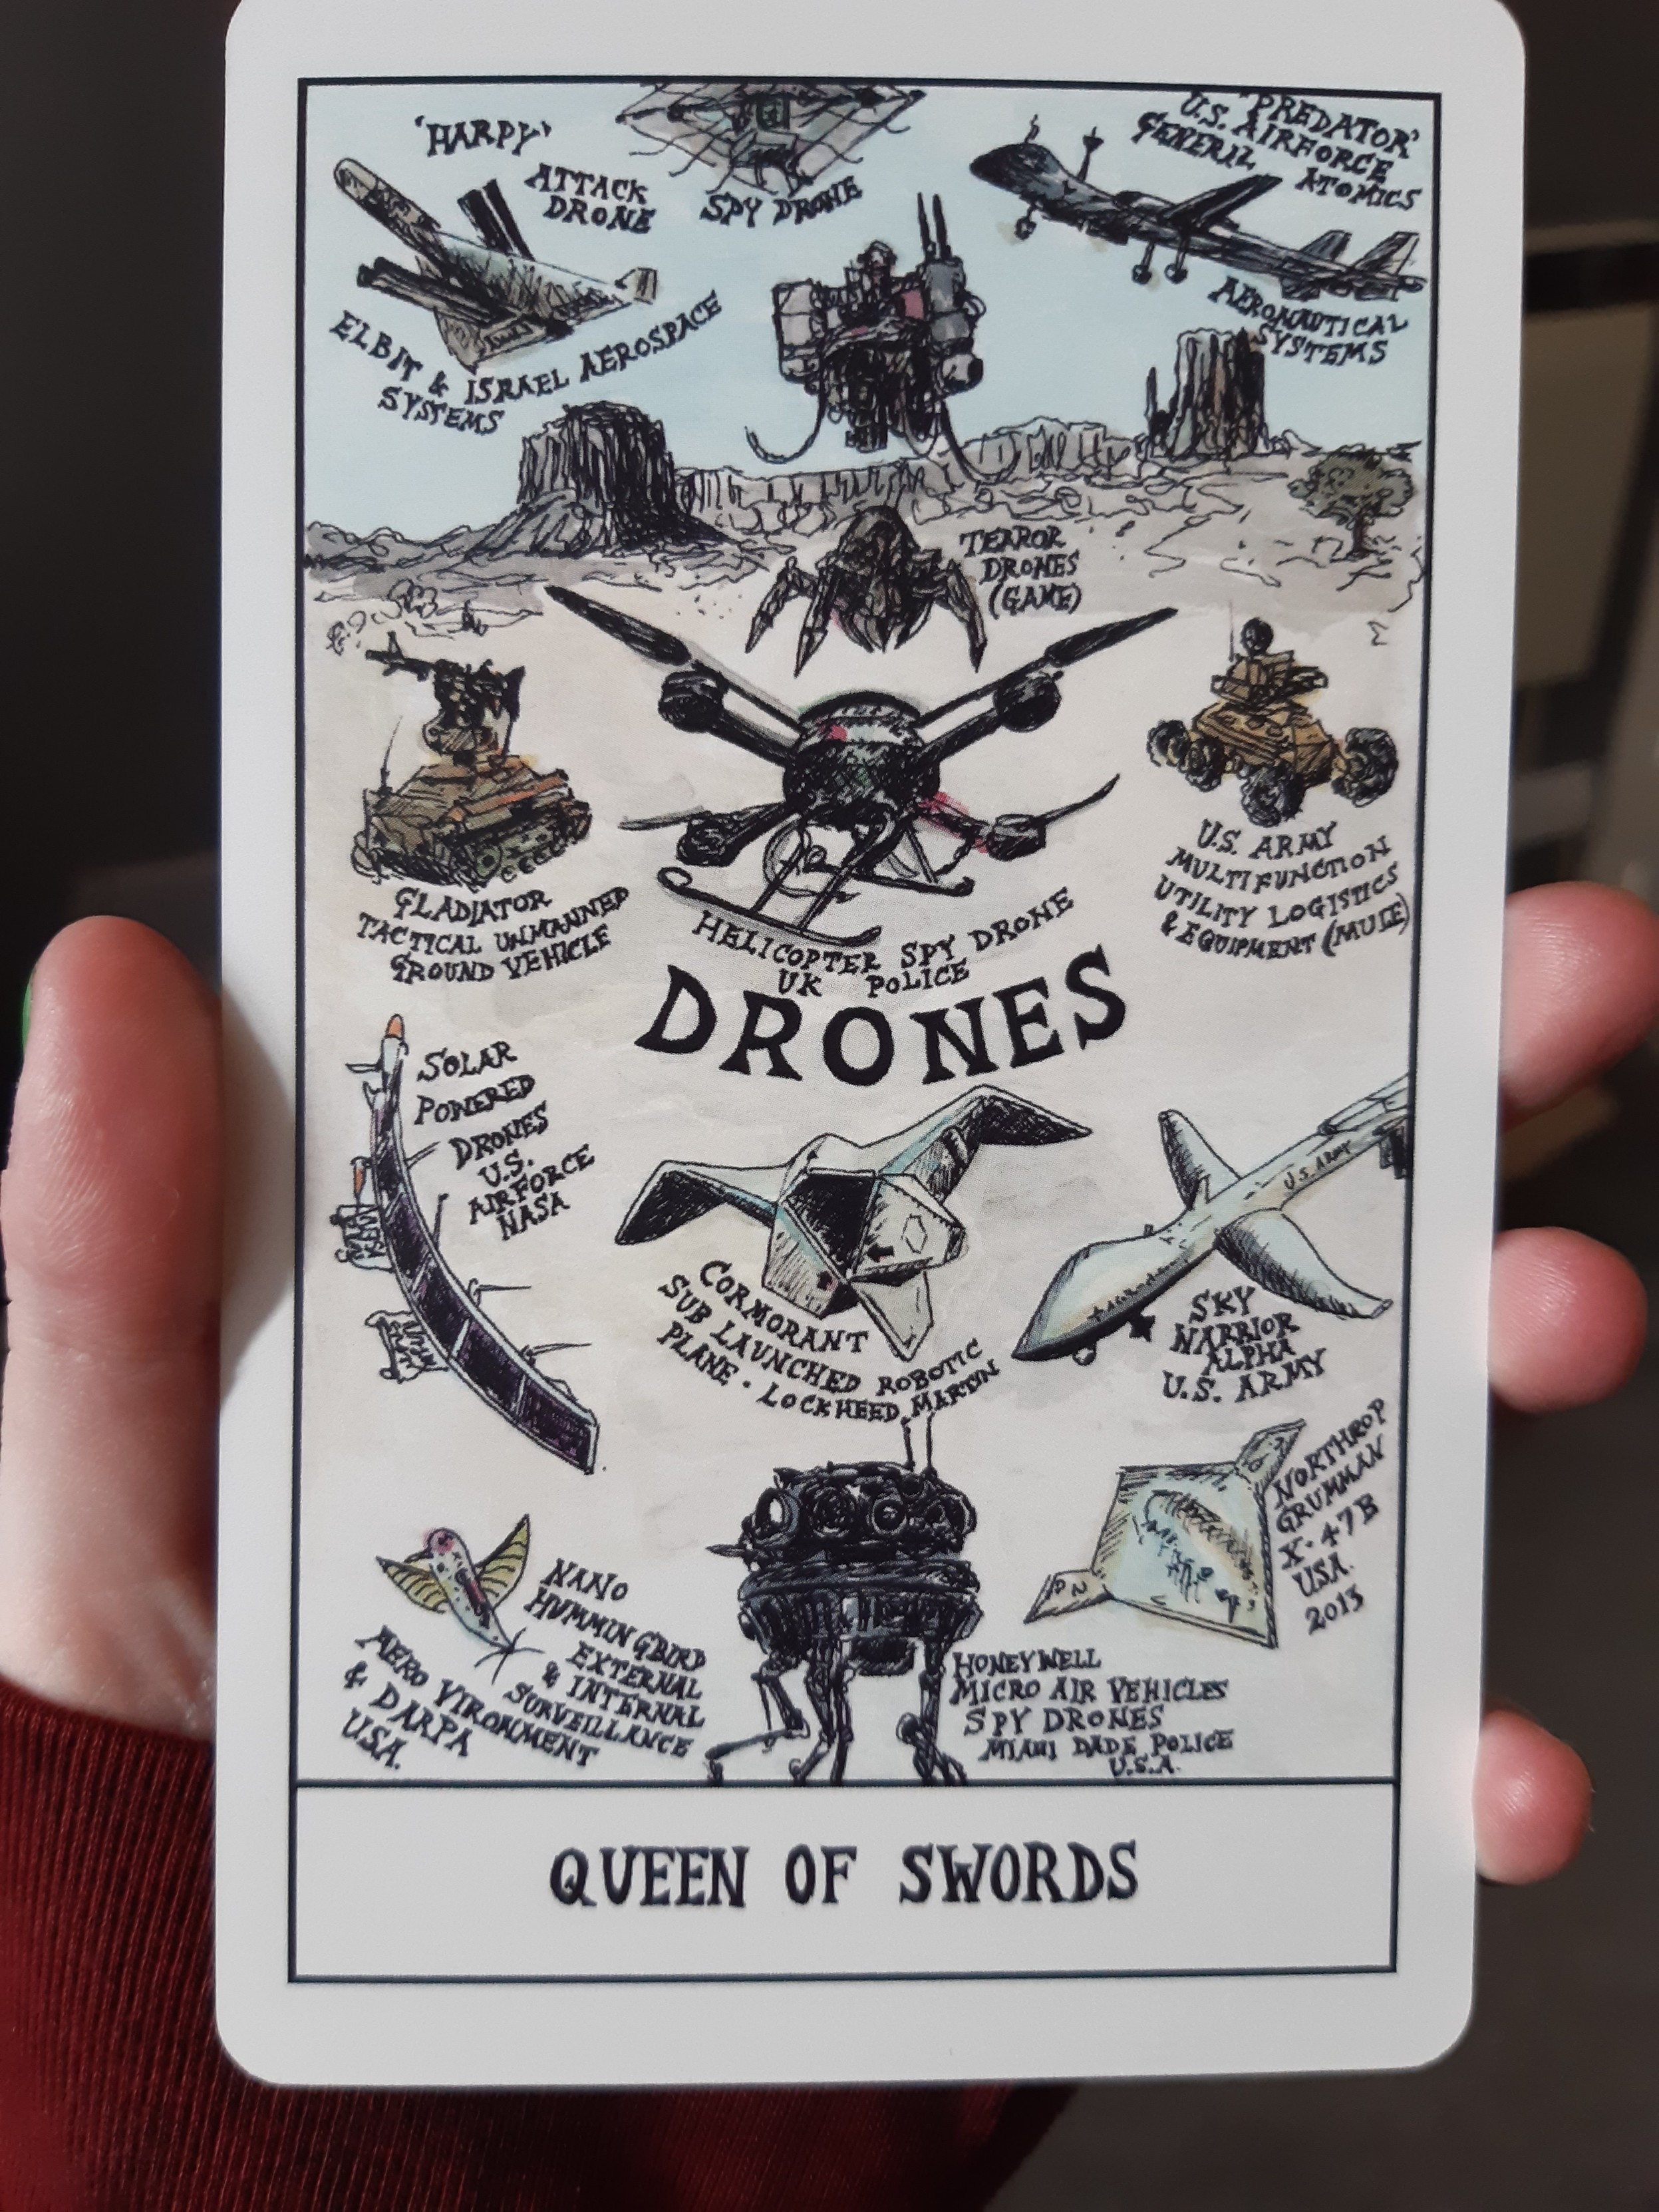 'HARPY'
ATTACK
DRONE
ELBIT & ISRAEL AEROSPACE
SYSTEMS
SPY DRONE
'PREDATOR'
U.S. AIRFORCE
GENERAL ATOMICS
AERONAUTICAL
SYSTEMS
TERROR
DRONES
(GAME)
GLADIATOR
TACTICAL UNMANNED
GROUND VEHICLE
HELICOPTER SPY DRONE
UK POLICE
U.S. ARMY
MULTIFUNCTION
UTILITY LOGISTICS
& EQUIPMENT (MULE)
DRONES
SOLAR
POWERED
DRONES
U.S.
AIRFORCE
NASA
CORMORANT
SUB LAUNCHED ROBOTIC
PLANE · LOCKHEED MARTIN
U.S. ARMY
SKY
WARRIOR
ALPHA
U.S. ARMY
NORTHROP
GRUMMAN
X-47B
USA
2013
NANO
HUMMINGBIRD
EXTERNAL
& INTERNAL
SURVEILLANCE
AERO VIRONMENT
& DARPA
USA.
HONEYWELL
MICRO AIR VEHICLES
SPY DRONES
MIAMI DADE POLICE
U.S.A.
QUEEN OF SWORDS